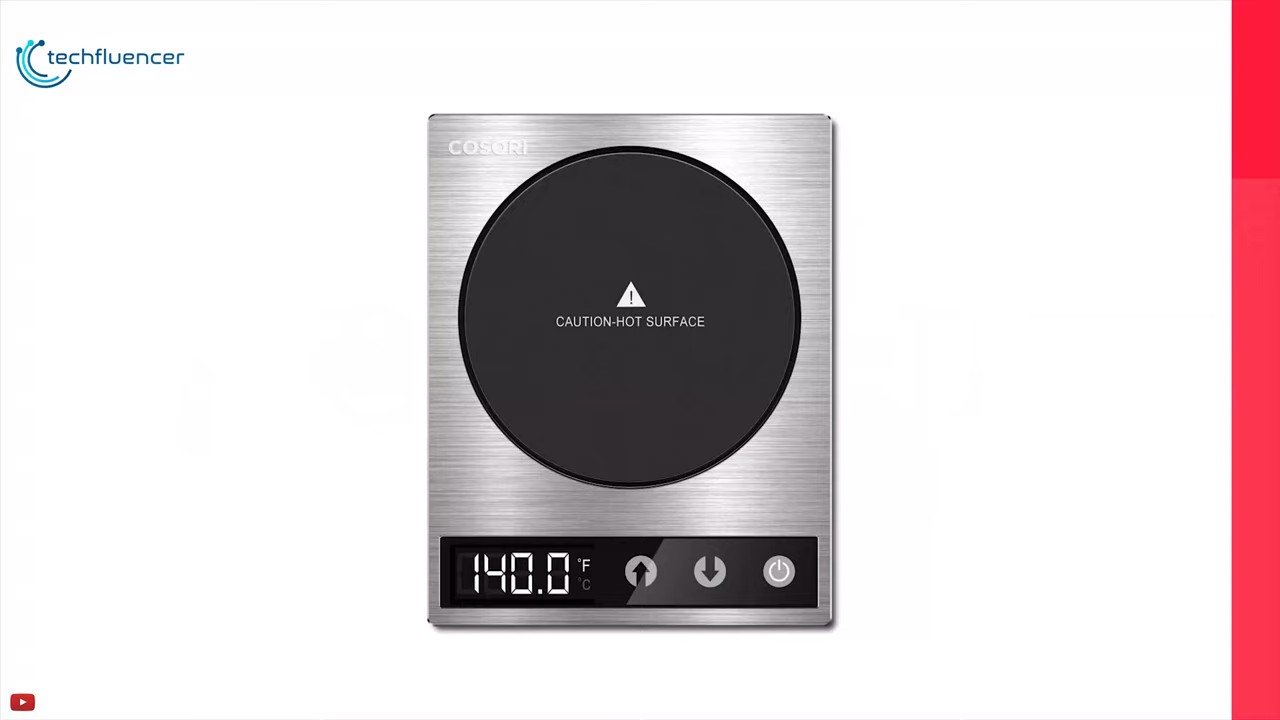 techfluencer
COSORI
CAUTION-HOT SURFACE
140.0 °F
°C